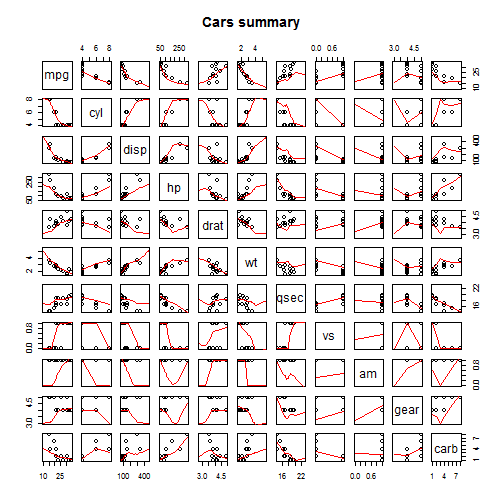 Cars summary
4 6 8 50 250 2 4 0.0 0.6 3.0 4.5
mpg 10 25
4 6 8 cyl
disp 100 400
50 250 hp
drat 3.0 4.5
2 4 wt
qsec 16 22
0.0 0.8 vs
am 0.0 0.8
3.0 4.5 gear
carb 1 4 7
10 25 100 400 3.0 4.5 16 22 0.0 0.6 1 4 7